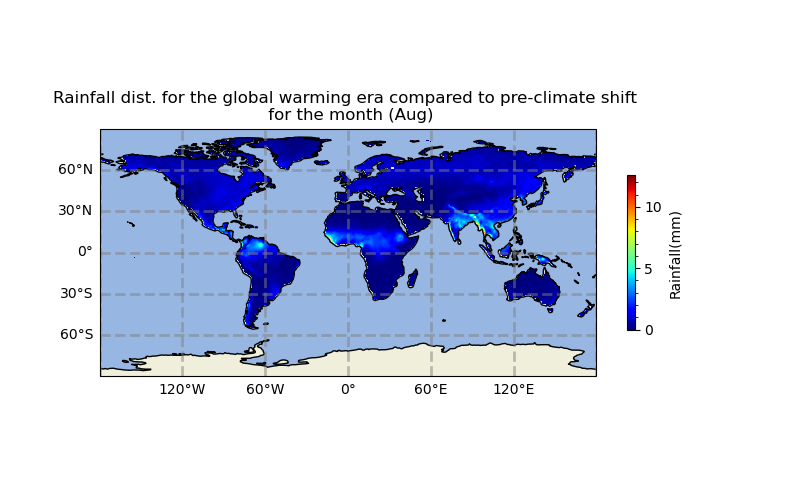 Rainfall dist. for the global warming era compared to pre-climate shift
for the month (Aug)
60°N
30°N
0°
30°S
60°S
120°W 60°W 0° 60°E 120°E
10
5
0
Rainfall(mm)